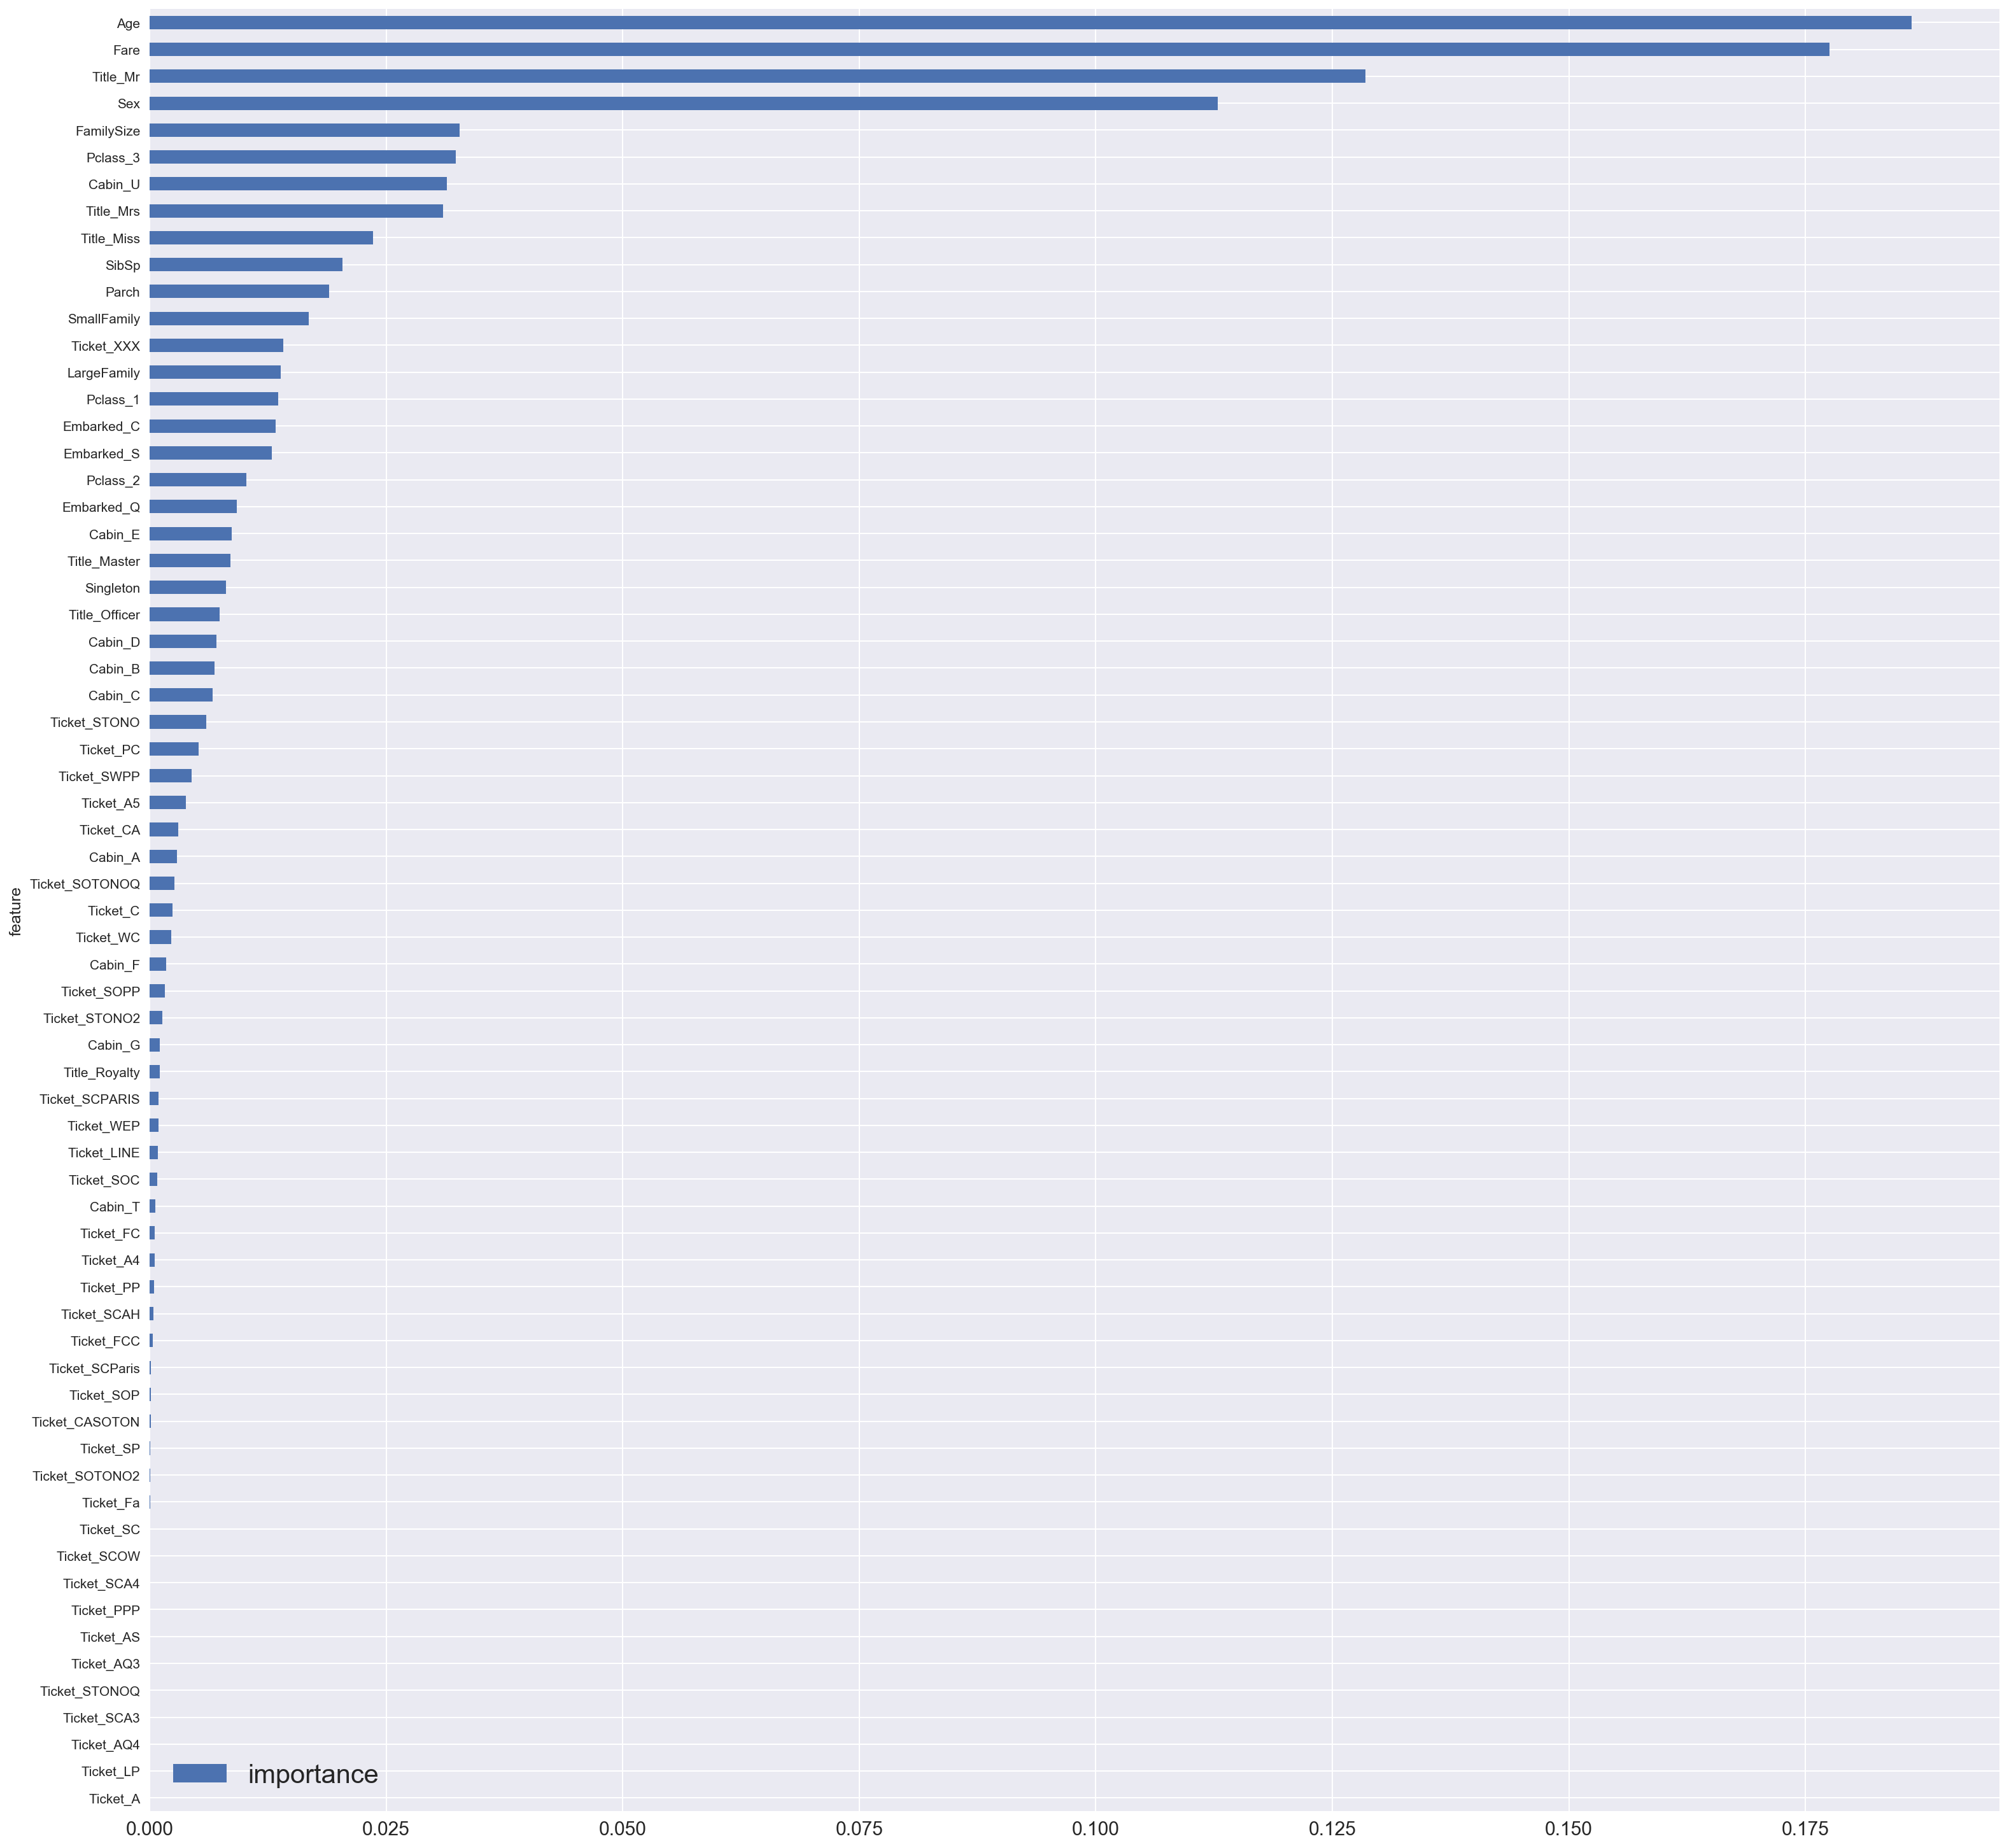 Age
Fare
Title_Mr
Sex
FamilySize
Pclass_3
Cabin_U
Title_Mrs
Title_Miss
SibSp
Parch
SmallFamily
Ticket_XXX
LargeFamily
Pclass_1
Embarked_C
Embarked_S
Pclass_2
Embarked_Q
Cabin_E
Title_Master
Singleton
Title_Officer
Cabin_D
Cabin_B
Cabin_C
Ticket_STONO
Ticket_PC
Ticket_SWPP
Ticket_A5
Ticket_CA
Cabin_A
Ticket_SOTONOQ
feature
Ticket_C
Ticket_WC
Cabin_F
Ticket_SOPP
Ticket_STONO2
Cabin_G
Title_Royalty
Ticket_SCPARIS
Ticket_WEP
Ticket_LINE
Ticket_SOC
Cabin_T
Ticket_FC
Ticket_A4
Ticket_PP
Ticket_SCAH
Ticket_FCC
Ticket_SCParis
Ticket_SOP
Ticket_CASOTON
Ticket_SP
Ticket_SOTONO2
Ticket_Fa
Ticket_SC
Ticket_SCOW
Ticket_SCA4
Ticket_PPP
Ticket_AS
Ticket_AQ3
Ticket_STONOQ
Ticket_SCA3
Ticket_AQ4
Ticket_LP
importance
Ticket_A
0.000 0.025 0.050 0.075 0.100 0.125 0.150 0.175